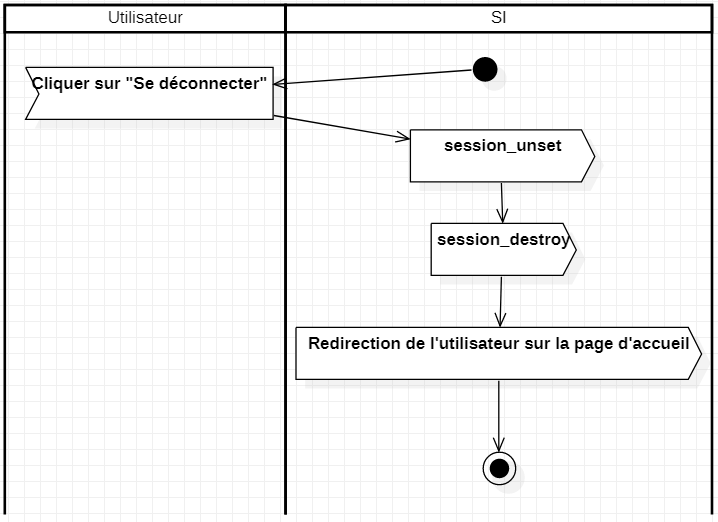 Utilisateur
SI
Cliquer sur "Se déconnecter"
session_unset
session_destroy
Redirection de l'utilisateur sur la page d'accueil